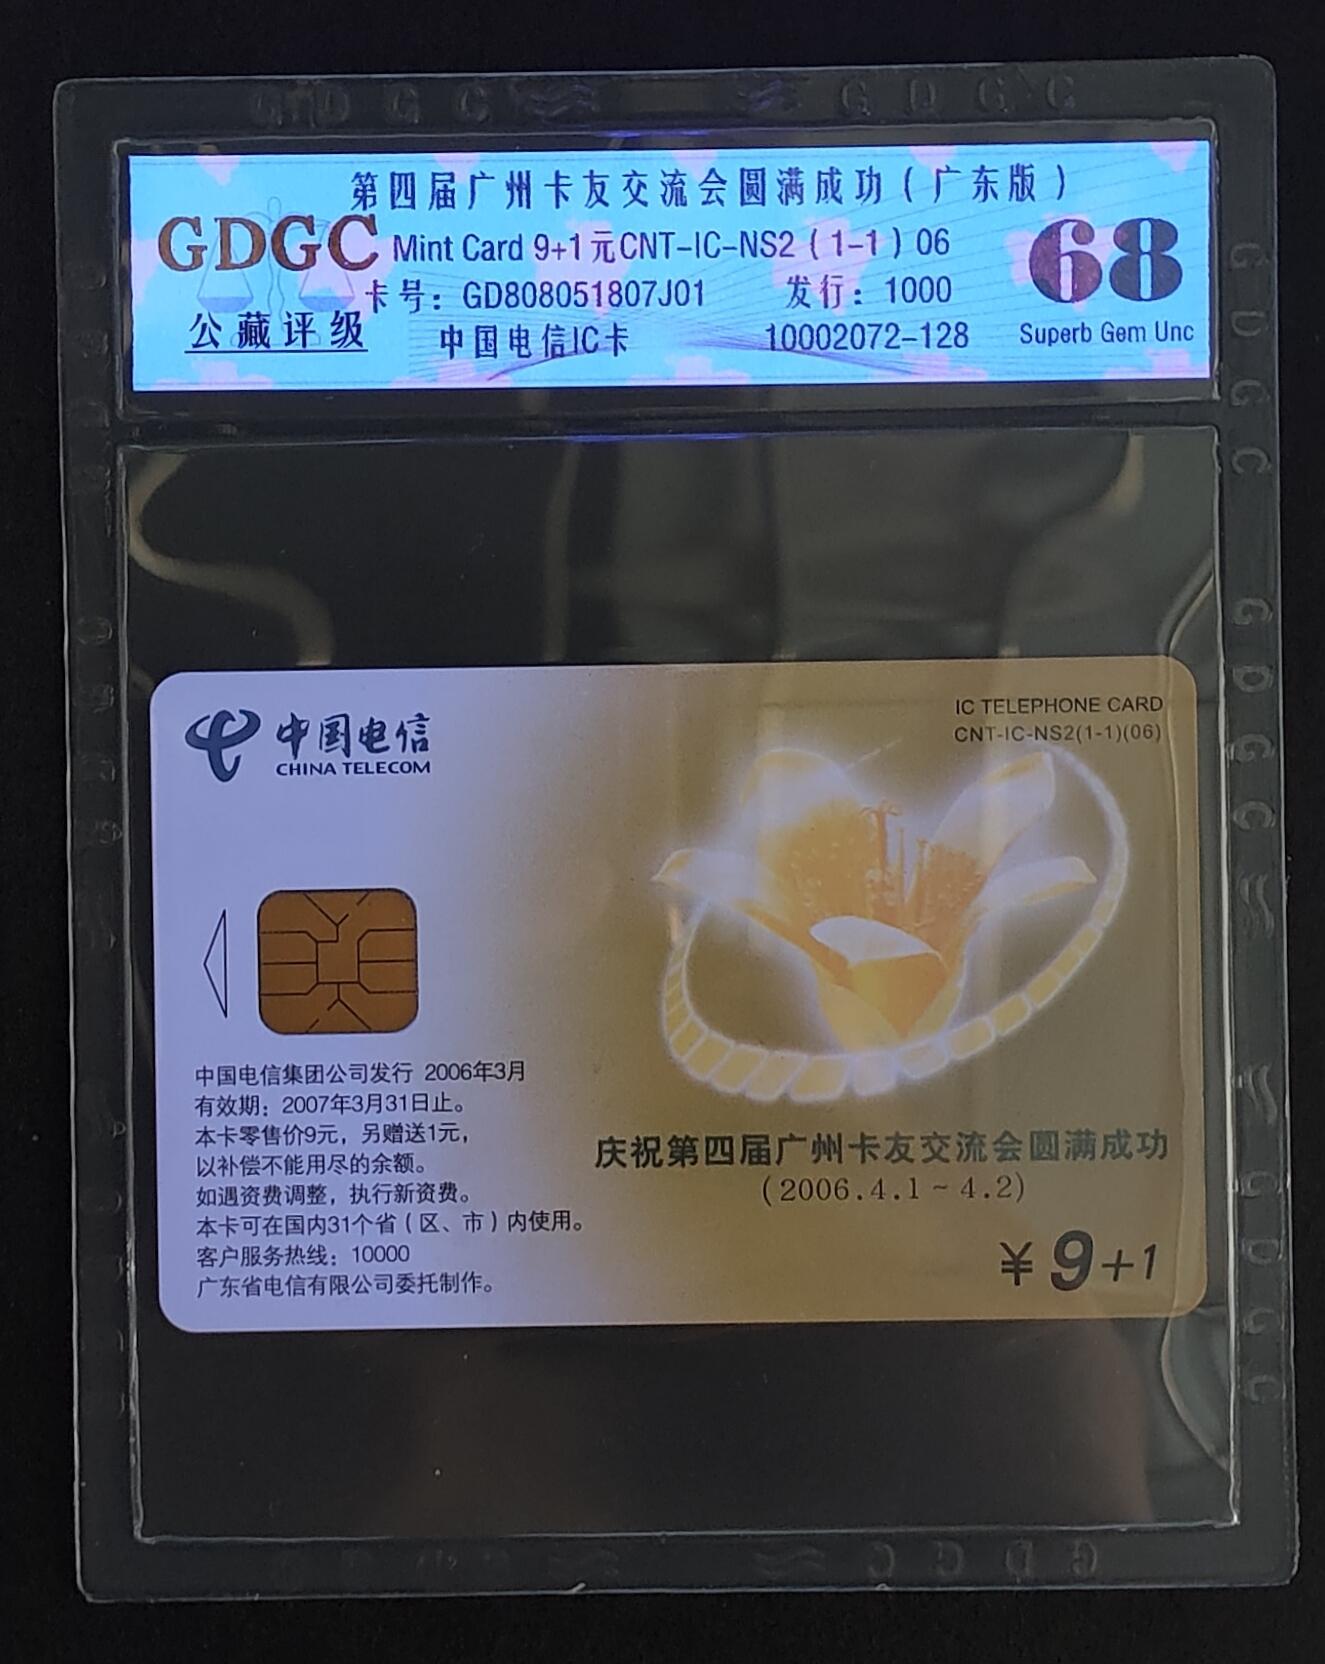 GDGC GDGC
第四届广州卡友交流会圆满成功（广东版）
GDGC Mint Card 9+1元CNT-IC-NS2（1-1）06 68
卡号：GD808051807J01 发行：1000
公藏评级 中国电信IC卡 10002072-128 Superb Gem Unc
中国电信
CHINA TELECOM
IC TELEPHONE CARD
CNT-IC-NS2(1-1)(06)
中国电信集团公司发行 2006年3月
有效期：2007年3月31日止。
本卡零售价9元，另赠送1元，
以补偿不能用尽的余额。
如遇资费调整，执行新资费。
本卡可在国内31个省（区、市）内使用。
客户服务热线：10000
广东省电信有限公司委托制作。
庆祝第四届广州卡友交流会圆满成功
(2006.4.1~4.2)
¥9+1